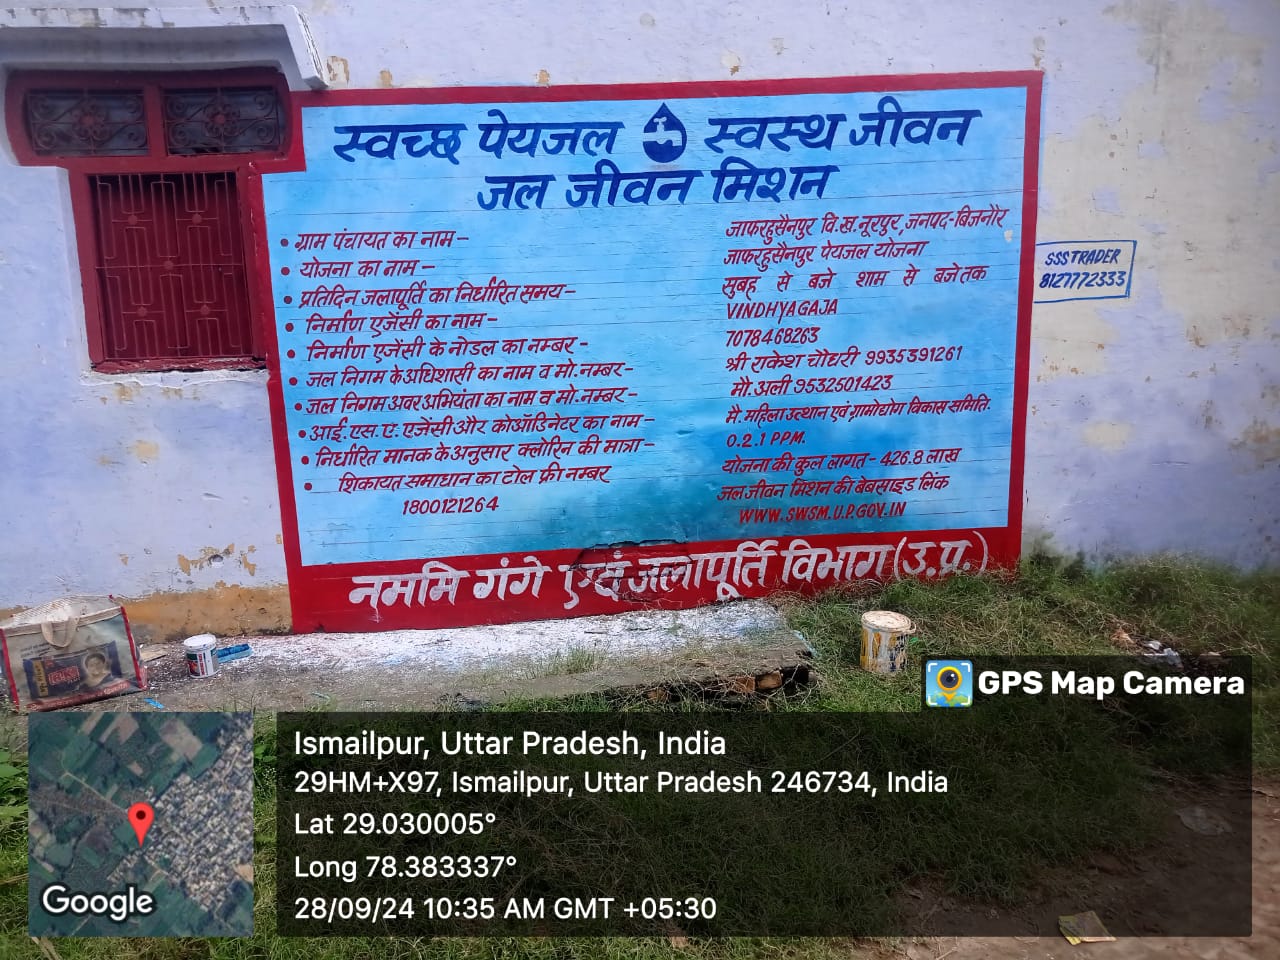 स्वच्छ पेयजल स्वस्थ जीवन
जल जीवन मिशन
• ग्राम पंचायत का नाम – जाफरहुसैनपुर वि.ख. नूरपुर, जनपद-बिजनौर
• योजना का नाम – जाफरहुसैनपुर पेयजल योजना
• प्रतिदिन जलापूर्ति का निर्धारित समय– सुबह से बजे शाम से बजे तक
• निर्माण एजेंसी का नाम– VINDHYAGAJA
• निर्माण एजेंसी के नोडल का नम्बर– 7078468263
• जल निगम के अधिशासी का नाम व मो. नम्बर– श्री राकेश चौधरी 9935391261
• जल निगम अवर अभियंता का नाम व मो. नम्बर– मौ. अली 9532501423
• आई.एस.ए. एजेंसी और कोऑर्डिनेटर का नाम– मै. महिला उत्थान एवं ग्रामोद्योग विकास समिति.
• निर्धारित मानक के अनुसार क्लोरिन की मात्रा– 0.2.1 PPM.
• शिकायत समाधान का टोल फ्री नम्बर योजना की कुल लागत– 426.8 लाख
1800121264 जल जीवन मिशन की बेबसाइड लिंक
WWW.SWSM.U.P.GOV.IN
नमामि गंगे एवं जलापूर्ति विभाग (उ.प्र.)
SSS TRADER
8127772333
GPS Map Camera
Ismailpur, Uttar Pradesh, India
29HM+X97, Ismailpur, Uttar Pradesh 246734, India
Lat 29.030005°
Long 78.383337°
28/09/24 10:35 AM GMT +05:30
Google